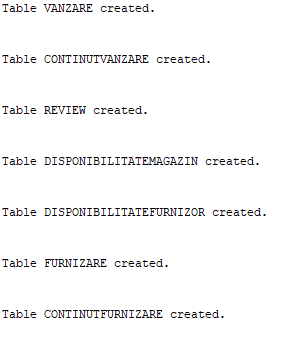 Table VANZARE created.
Table CONTINUTVANZARE created.
Table REVIEW created.
Table DISPONIBILITATEMAGAZIN created.
Table DISPONIBILITATEFURNIZOR created.
Table FURNIZARE created.
Table CONTINUTFURNIZARE created.